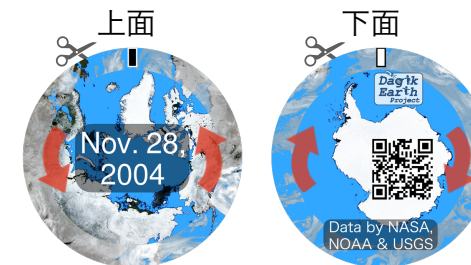 上面
下面
Nov. 28,
2004
Dagik
Earth
Project
Data by NASA,
NOAA & USGS